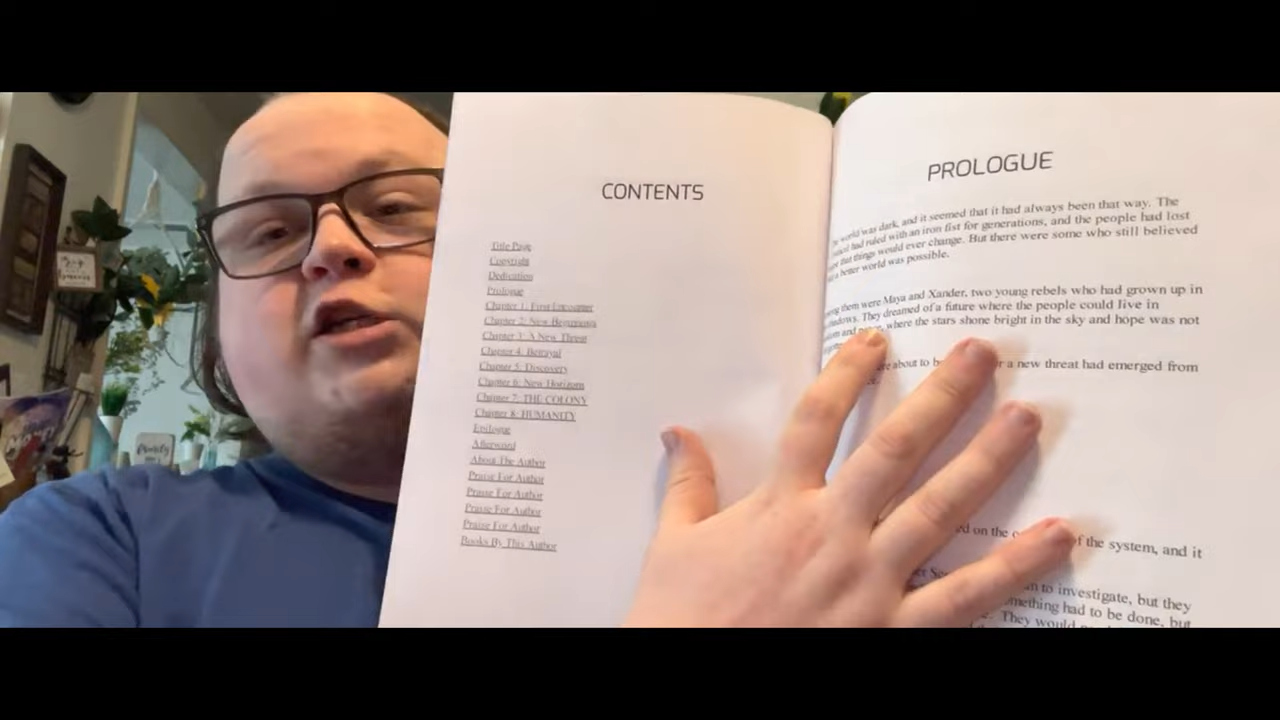 CONTENTS
Title Page
Copyright
Dedication
Prologue
Chapter 1: First Encounter
Chapter 2: New Beginnings
Chapter 3: A New Threat
Chapter 4: Betrayal
Chapter 5: Discovery
Chapter 6: New Horizons
Chapter 7: THE COLONY
Chapter 8: HUMANITY
Epilogue
Afterword
About The Author
Praise For Author
Praise For Author
Praise For Author
Praise For Author
Books By This Author
PROLOGUE
world was dark, and it seemed that it had always been that way. The
had ruled with an iron fist for generations, and the people had lost
that things would ever change. But there were some who still believed
a better world was possible.
them were Maya and Xander, two young rebels who had grown up in
They dreamed of a future where the people could live in
and where the stars shone bright in the sky and hope was not
about to a new threat had emerged from
on the of the system, and it
to investigate, but they
something had to be done, but
They would